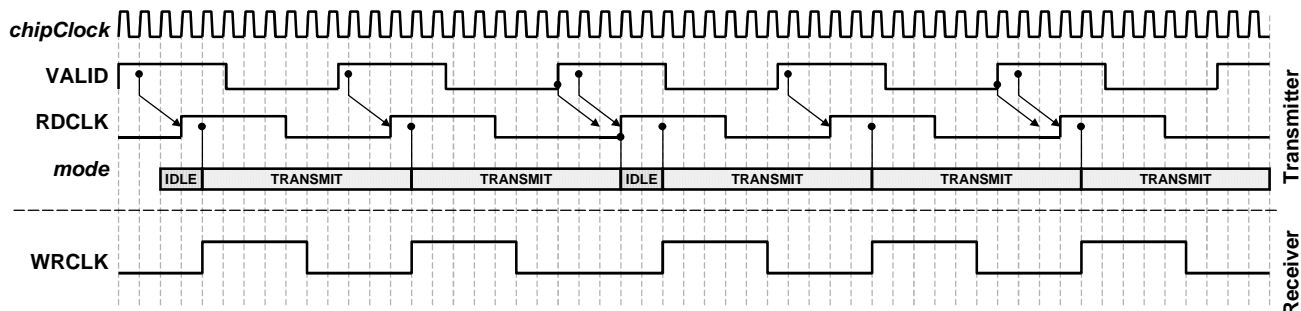 chipClock
VALID
RDCLK
mode
IDLE TRANSMIT TRANSMIT IDLE TRANSMIT TRANSMIT TRANSMIT
WRCLK
Transmitter
Receiver